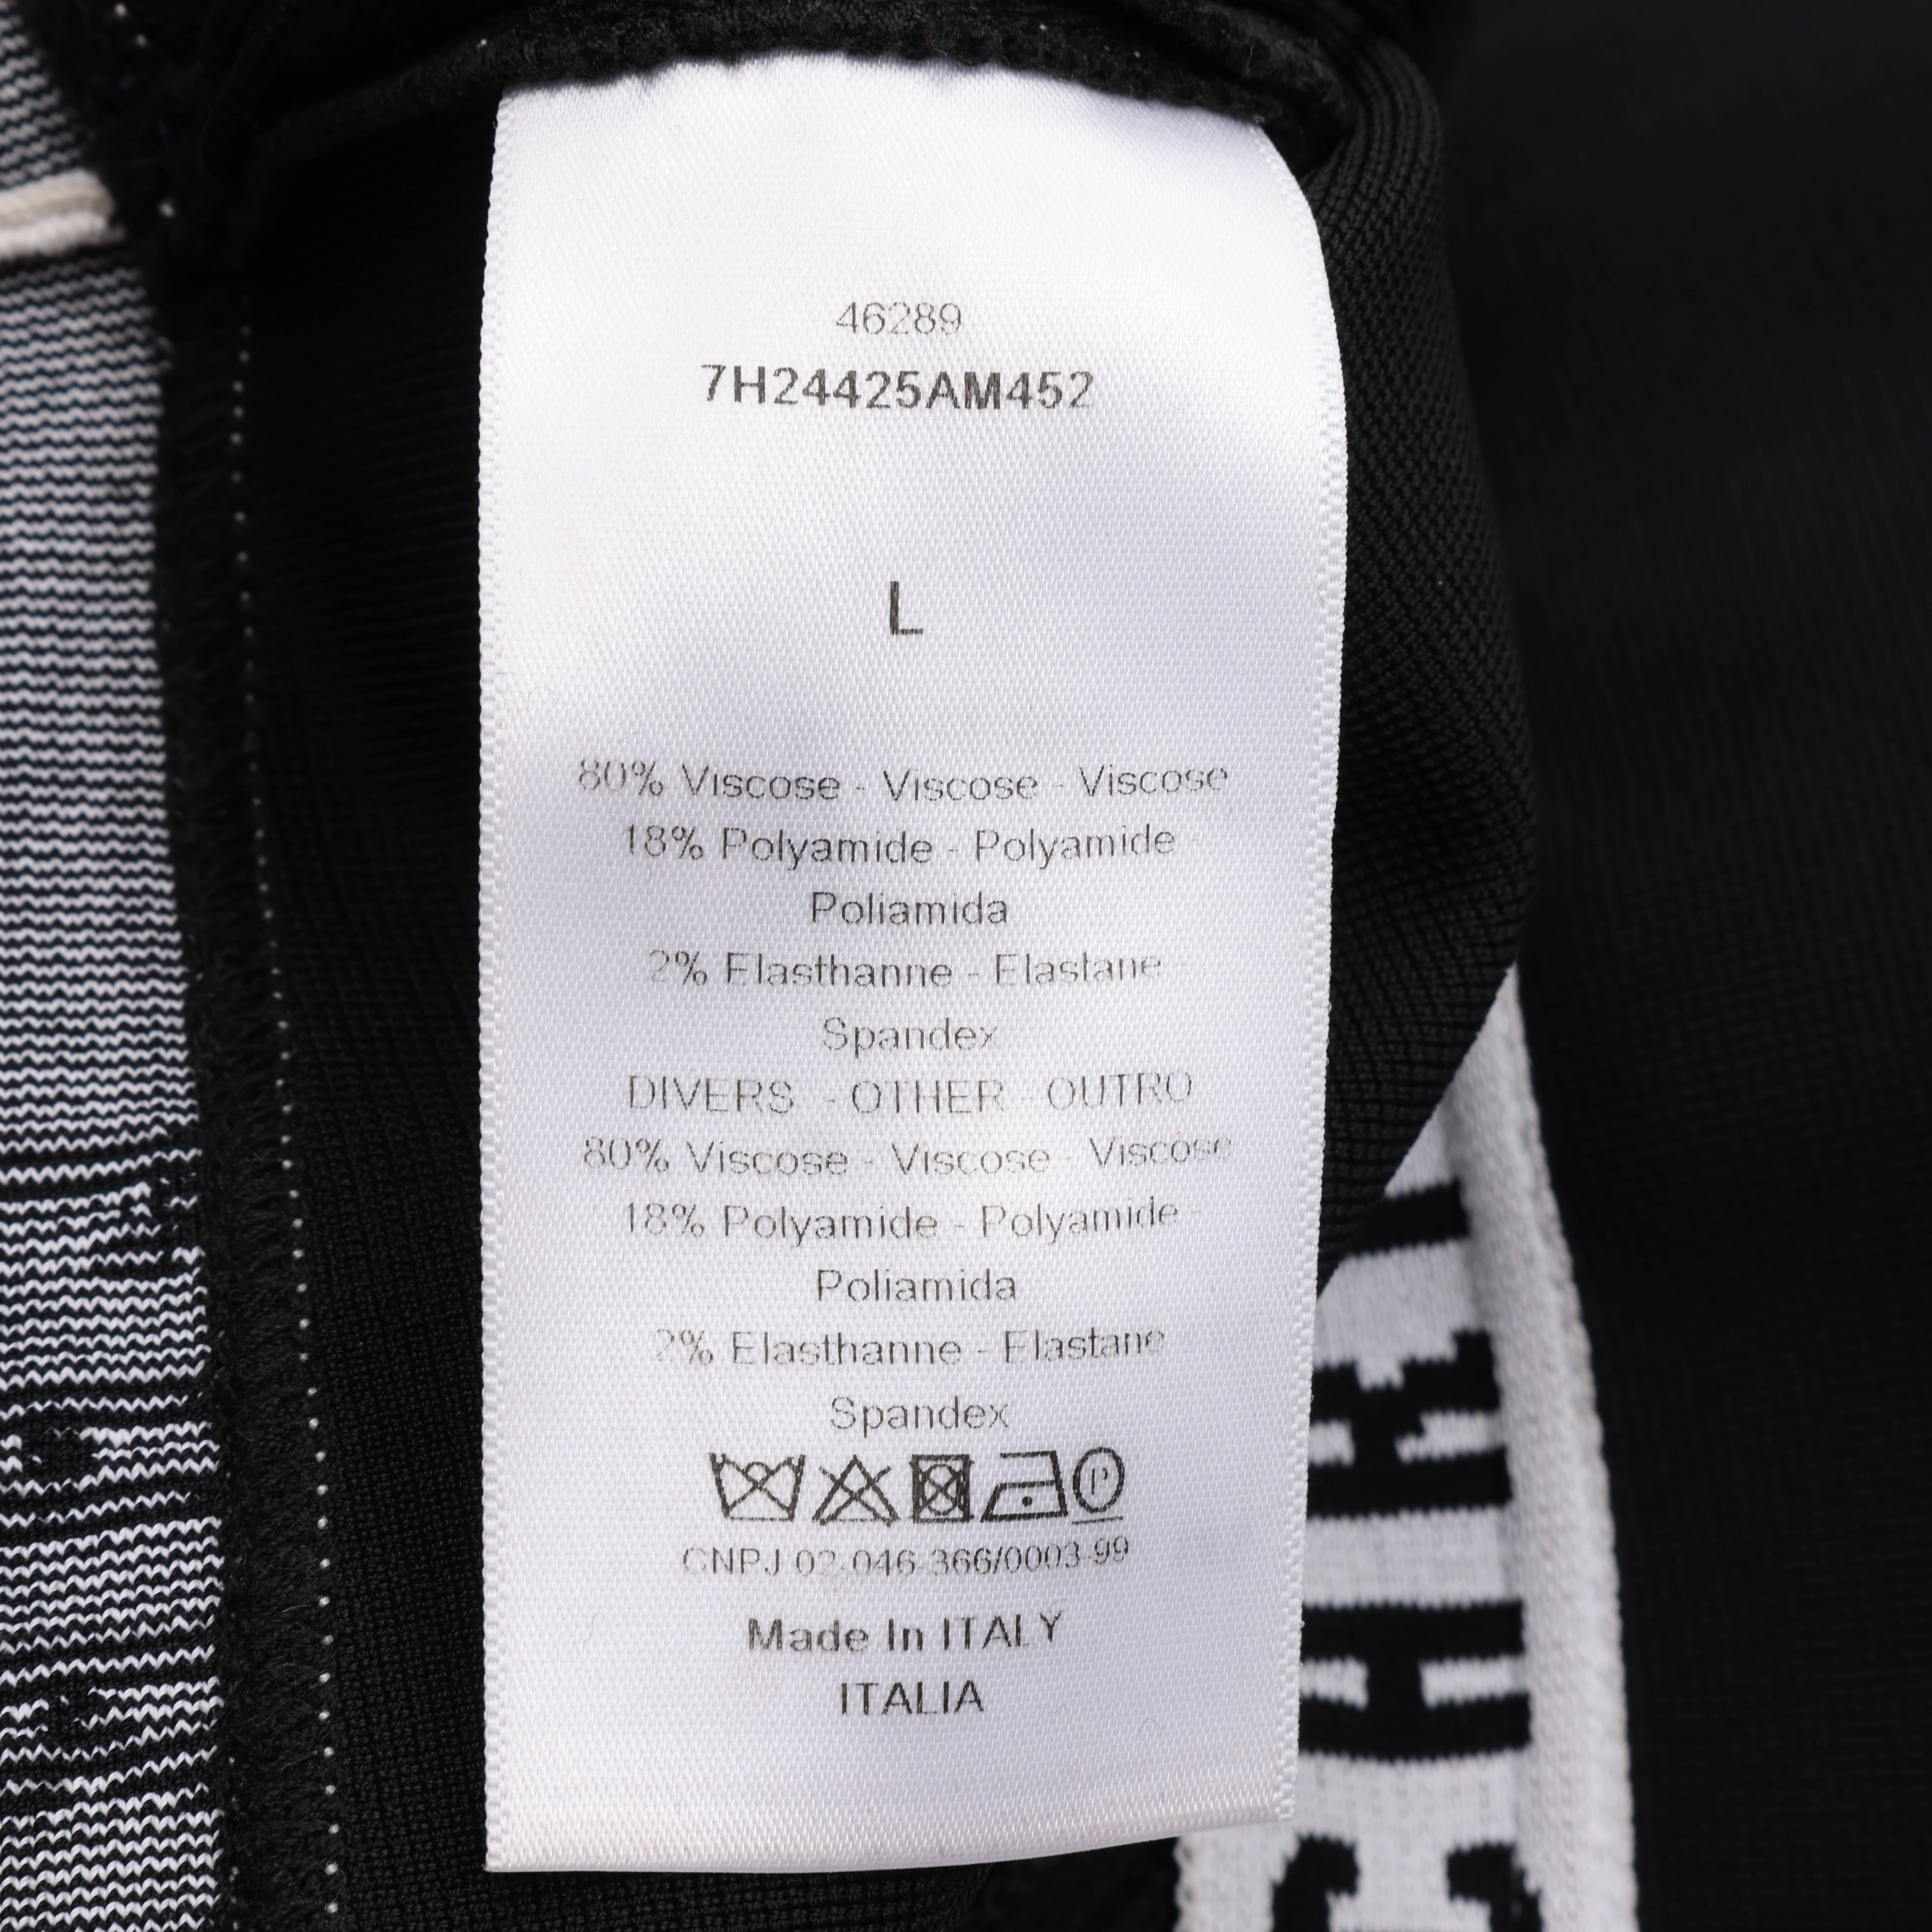 46289
7H24425AM452
L
80% Viscose - Viscose - Viscose
18% Polyamide - Polyamide -
Poliamida
2% Elasthanne - Elastane -
Spandex
DIVERS - OTHER - OUTRO
80% Viscose - Viscose - Viscose
18% Polyamide - Polyamide -
Poliamida
2% Elasthanne - Elastane
Spandex
P
CNPJ 02.046.366/0003-99
Made In ITALY
ITALIA